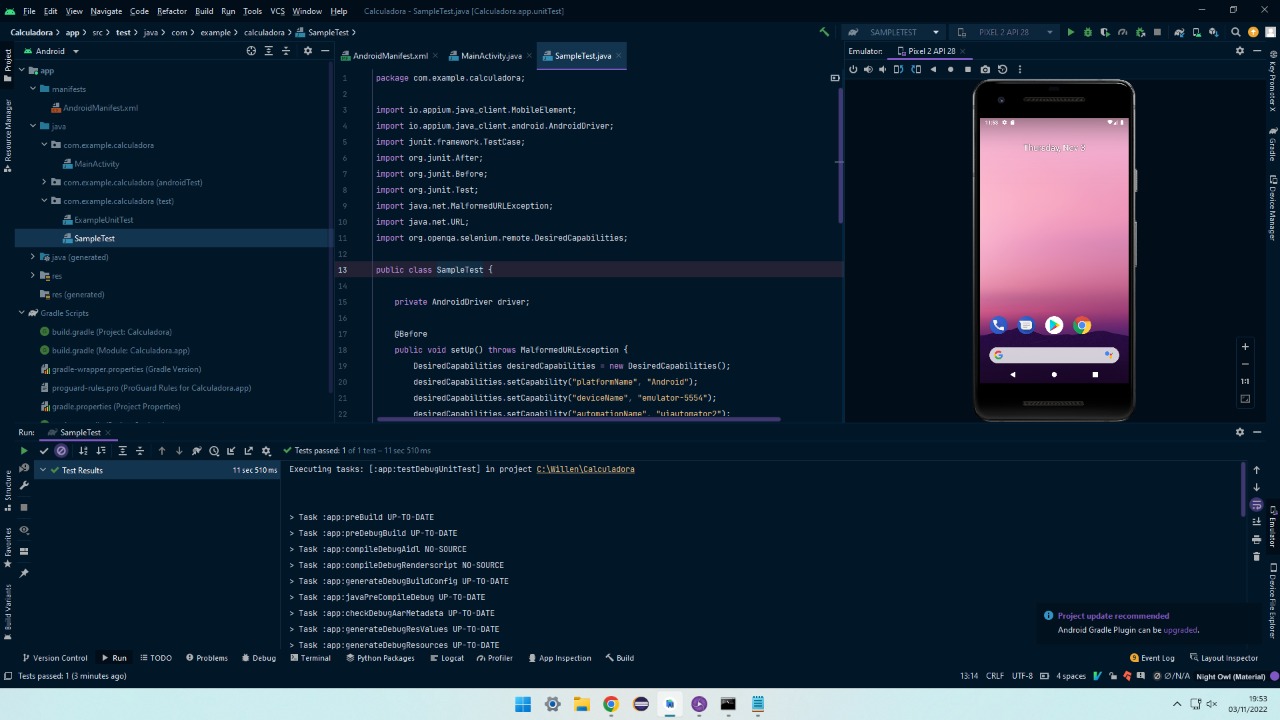 File Edit View Navigate Code Refactor Build Run Tools VCS Window Help Calculadora - SampleTest.java [Calculadora.app.unitTest]
Calculadora app src test java com example calculadora SampleTest SAMPLETEST PIXEL 2 API 28
Android AndroidManifest.xml MainActivity.java SampleTest.java Emulator: Pixel 2 API 28
Project
Resource Manager
app
manifests
AndroidManifest.xml
java
com.example.calculadora
MainActivity
com.example.calculadora (androidTest)
com.example.calculadora (test)
ExampleUnitTest
SampleTest
java (generated)
res
res (generated)
Gradle Scripts
build.gradle (Project: Calculadora)
build.gradle (Module: Calculadora.app)
gradle-wrapper.properties (Gradle Version)
proguard-rules.pro (ProGuard Rules for Calculadora.app)
gradle.properties (Project Properties)
1 package com.example.calculadora;
2
3 import io.appium.java_client.MobileElement;
4 import io.appium.java_client.android.AndroidDriver;
5 import junit.framework.TestCase;
6 import org.junit.After;
7 import org.junit.Before;
8 import org.junit.Test;
9 import java.net.MalformedURLException;
10 import java.net.URL;
11 import org.openqa.selenium.remote.DesiredCapabilities;
12
13 public class SampleTest {
14
15 private AndroidDriver driver;
16
17 @Before
18 public void setUp() throws MalformedURLException {
19 DesiredCapabilities desiredCapabilities = new DesiredCapabilities();
20 desiredCapabilities.setCapability("platformName", "Android");
21 desiredCapabilities.setCapability("deviceName", "emulator-5554");
22 desiredCapabilities.setCapability("automationName", "uiautomator2");
Thursday, Nov 3
1:1
Key Promoter X
Gradle
Device Manager
Run: SampleTest
Tests passed: 1 of 1 test – 11 sec 510 ms
Test Results 11 sec 510 ms
Executing tasks: [:app:testDebugUnitTest] in project C:\Willen\Calculadora
> Task :app:preBuild UP-TO-DATE
> Task :app:preDebugBuild UP-TO-DATE
> Task :app:compileDebugAidl NO-SOURCE
> Task :app:compileDebugRenderscript NO-SOURCE
> Task :app:generateDebugBuildConfig UP-TO-DATE
> Task :app:javaPreCompileDebug UP-TO-DATE
> Task :app:checkDebugAarMetadata UP-TO-DATE
> Task :app:generateDebugResValues UP-TO-DATE
> Task :app:generateDebugResources UP-TO-DATE
Structure
Favorites
Build Variants
Emulator
Device File Explorer
Project update recommended
Android Gradle Plugin can be upgraded.
Version Control Run TODO Problems Debug Terminal Python Packages Logcat Profiler App Inspection Build Event Log Layout Inspector
Tests passed: 1 (3 minutes ago) 13:14 CRLF UTF-8 4 spaces Ø/N/A Night Owl (Material)
19:53
03/11/2022